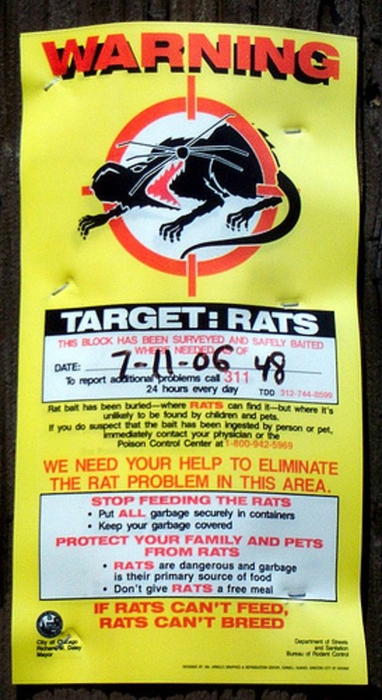 WARNING
TARGET: RATS
THIS BLOCK HAS BEEN SURVEYED AND SAFELY BAITED
WHERE NEEDED AS OF
DATE: 7-11-06 48
To report additional problems call 311
24 hours every day TDD 312-744-8599
Rat bait has been buried—where RATS can find it—but where it's
unlikely to be found by children and pets.
If you do suspect that the bait has been ingested by person or pet,
immediately contact your physician or the
Poison Control Center at 1-800-942-5969
WE NEED YOUR HELP TO ELIMINATE
THE RAT PROBLEM IN THIS AREA.
STOP FEEDING THE RATS
• Put ALL garbage securely in containers
• Keep your garbage covered
PROTECT YOUR FAMILY AND PETS
FROM RATS
• RATS are dangerous and garbage
is their primary source of food
• Don't give RATS a free meal
IF RATS CAN'T FEED,
RATS CAN'T BREED
City of Chicago
Richard M. Daley
Mayor
Department of Streets
and Sanitation
Bureau of Rodent Control